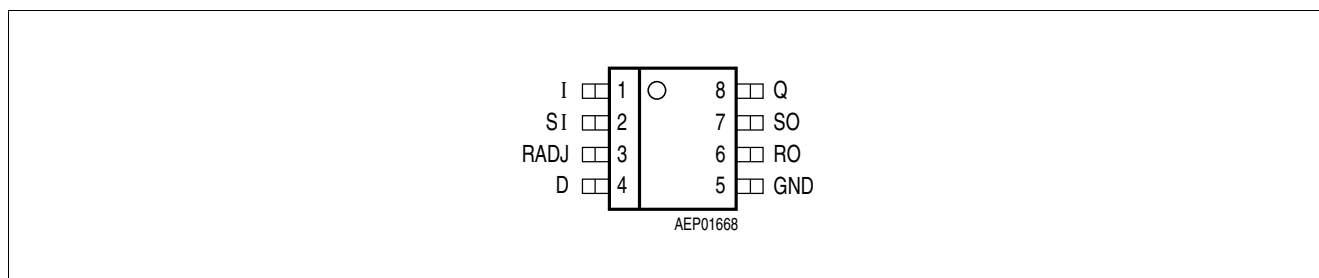 I 1 8 Q
SI 2 7 SO
RADJ 3 6 RO
D 4 5 GND
AEP01668